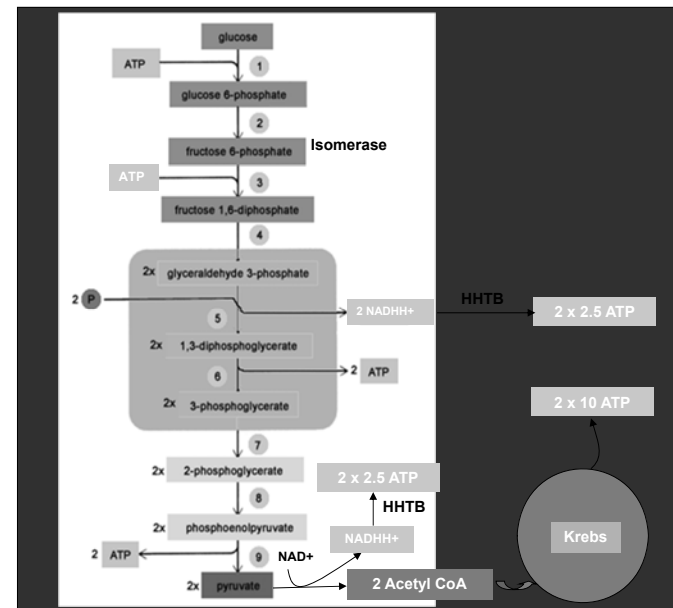 glucose
ATP
1
glucose 6-phosphate
2
fructose 6-phosphate
Isomerase
ATP
3
fructose 1,6-diphosphate
4
2x glyceraldehyde 3-phosphate
2 P
2 NADHH+
HHTB
2 x 2.5 ATP
5
2x 1,3-diphosphoglycerate
6
2 ATP
2x 3-phosphoglycerate
2 x 10 ATP
7
2x 2-phosphoglycerate
2 x 2.5 ATP
8
HHTB
2x phosphoenolpyruvate
NADHH+
Krebs
2 ATP
9
NAD+
2x pyruvate
2 Acetyl CoA